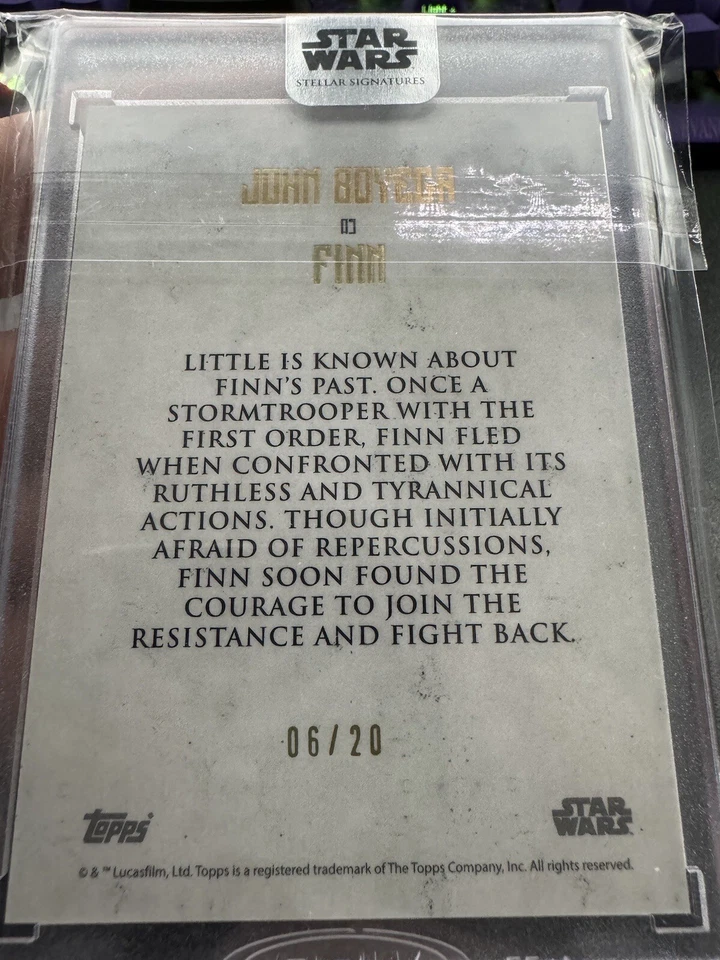 STAR
WARS
STELLAR SIGNATURES
JOHN BOYEGA
FINN
LITTLE IS KNOWN ABOUT
FINN'S PAST. ONCE A
STORMTROOPER WITH THE
FIRST ORDER, FINN FLED
WHEN CONFRONTED WITH ITS
RUTHLESS AND TYRANNICAL
ACTIONS. THOUGH INITIALLY
AFRAID OF REPERCUSSIONS,
FINN SOON FOUND THE
COURAGE TO JOIN THE
RESISTANCE AND FIGHT BACK.
06/20
Topps
STAR
WARS
© & ™ Lucasfilm, Ltd. Topps is a registered trademark of The Topps Company, Inc. All rights reserved.